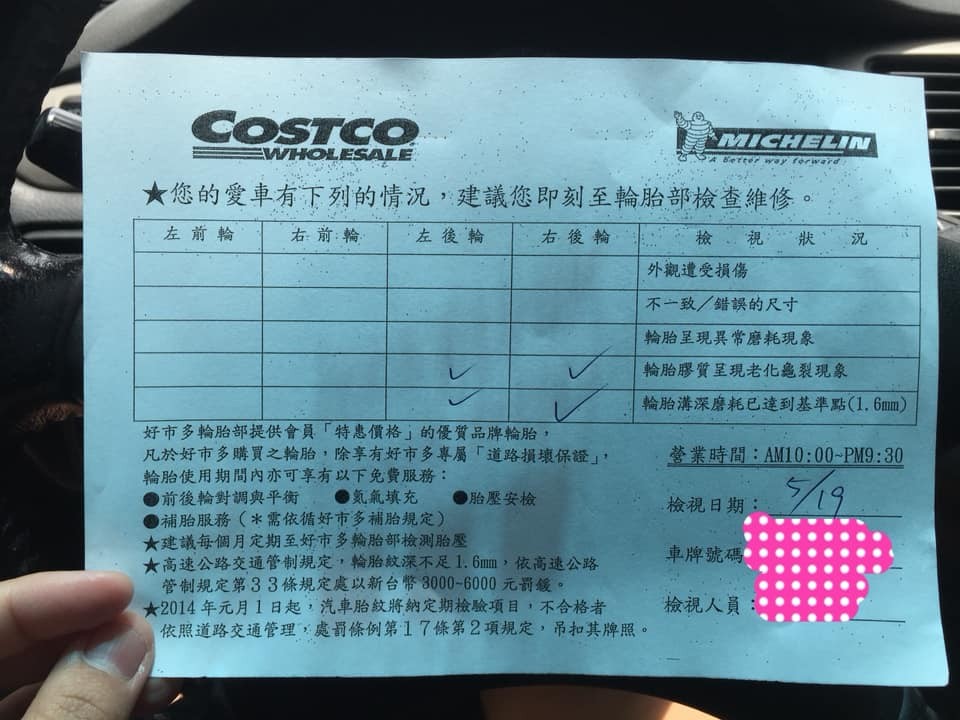 COSTCO
WHOLESALE
MICHELIN
A better way forward
★您的愛車有下列的情況，建議您即刻至輪胎部檢查維修。
左前輪 右前輪 左後輪 右後輪 檢視狀況
外觀遭受損傷
不一致／錯誤的尺寸
輪胎呈現異常磨耗現象
✓ ✓ 輪胎膠質呈現老化龜裂現象
✓ ✓ 輪胎溝深磨耗已達到基準點(1.6mm)
好市多輪胎部提供會員「特惠價格」的優質品牌輪胎，
凡於好市多購買之輪胎，除享有好市多專屬「道路損壞保證」，
輪胎使用期間內亦可享有以下免費服務：
●前後輪對調與平衡 ●氮氣填充 ●胎壓安檢
●補胎服務（＊需依循好市多補胎規定）
★建議每個月定期至好市多輪胎部檢測胎壓
★高速公路交通管制規定，輪胎紋深不足1.6mm，依高速公路
管制規定第33條規定處以新台幣3000~6000元罰鍰。
★2014年元月1日起，汽車胎紋將納定期檢驗項目，不合格者
依照道路交通管理，處罰條例第17條第2項規定，吊扣其牌照。
營業時間：AM10:00~PM9:30
檢視日期：5/19
車牌號碼
檢視人員：